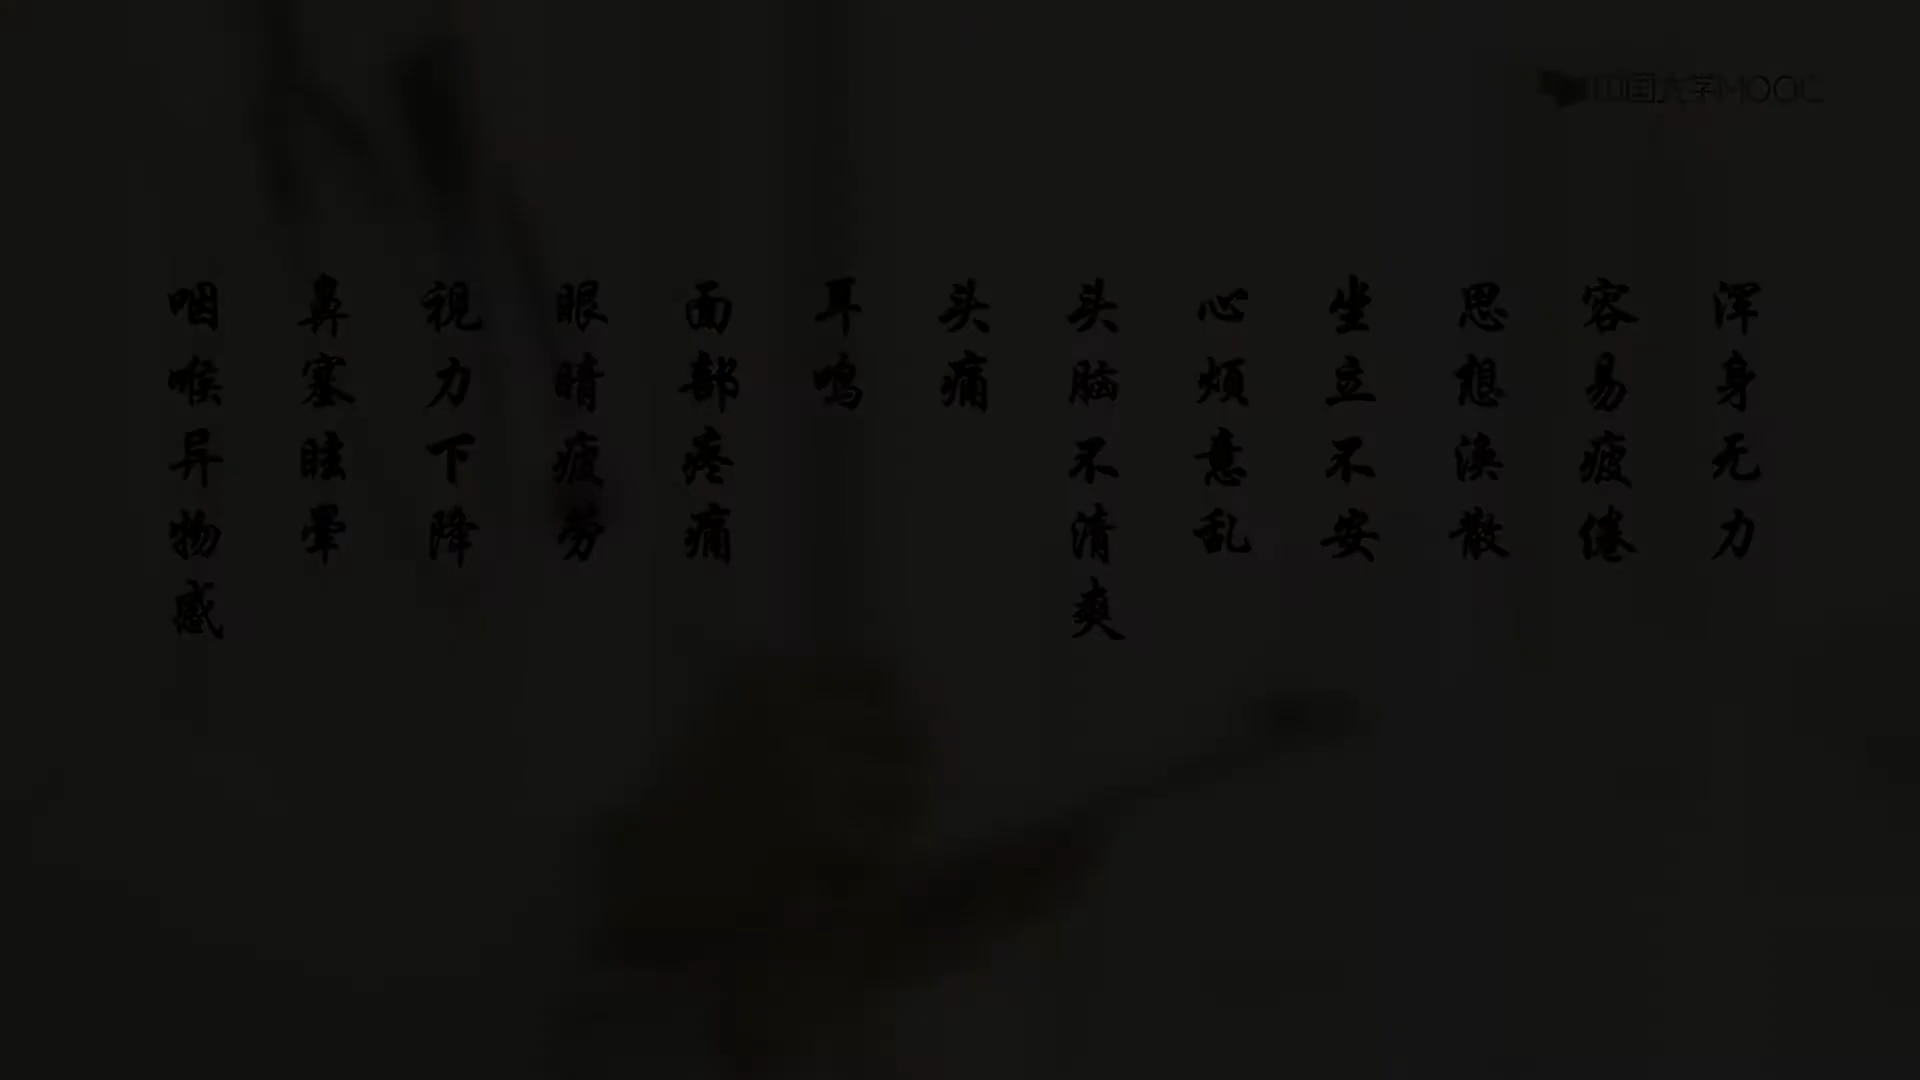 中国大学MOOC
浑身无力
容易疲倦
思想涣散
坐立不安
心烦意乱
头脑不清爽
头痛
耳鸣
面部疼痛
眼睛疲劳
视力下降
鼻塞眩晕
咽喉异物感